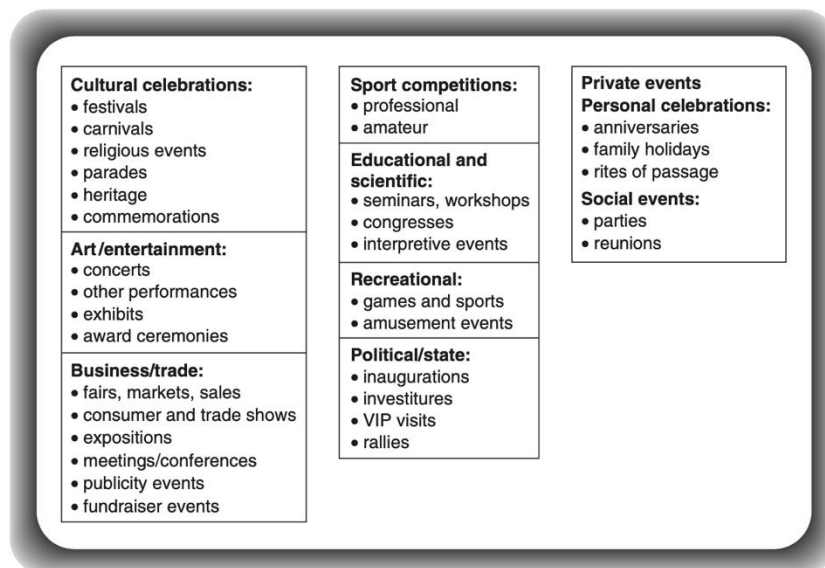 Cultural celebrations:
• festivals
• carnivals
• religious events
• parades
• heritage
• commemorations
Art/entertainment:
• concerts
• other performances
• exhibits
• award ceremonies
Business/trade:
• fairs, markets, sales
• consumer and trade shows
• expositions
• meetings/conferences
• publicity events
• fundraiser events
Sport competitions:
• professional
• amateur
Educational and
scientific:
• seminars, workshops
• congresses
• interpretive events
Recreational:
• games and sports
• amusement events
Political/state:
• inaugurations
• investitures
• VIP visits
• rallies
Private events
Personal celebrations:
• anniversaries
• family holidays
• rites of passage
Social events:
• parties
• reunions